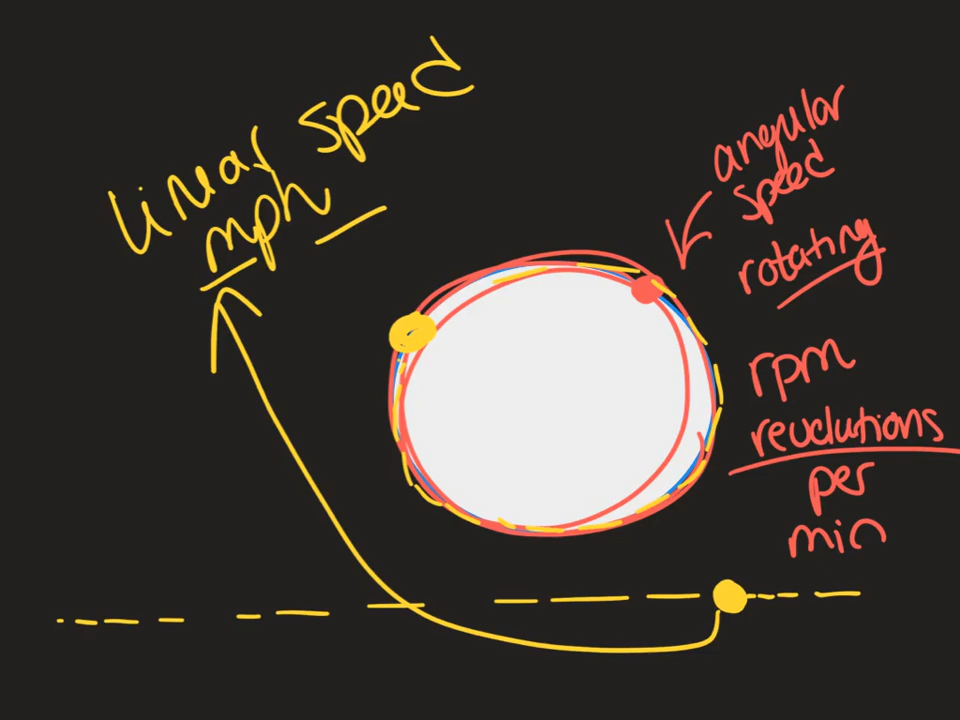 linear speed
mph
angular
speed
rotating
rpm
revolutions
per
min